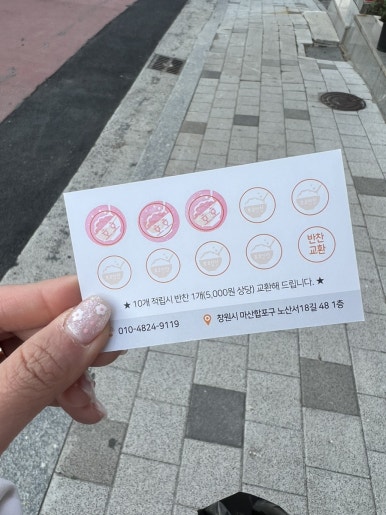 반찬
교환
★ 10개 적립시 반찬 1개(5,000원 상당) 교환해 드립니다. ★
010-4824-9119 창원시 마산합포구 노산서18길 48 1층